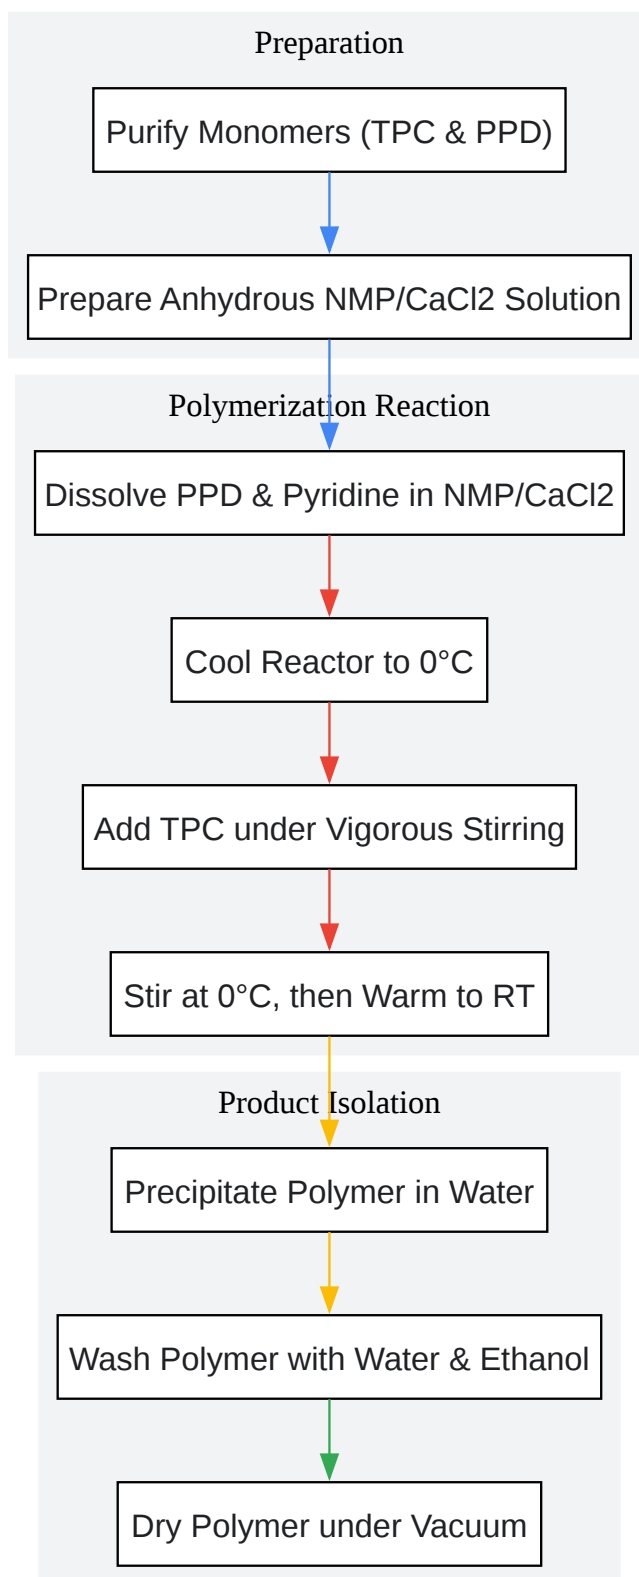 Preparation
Purify Monomers (TPC & PPD)
Prepare Anhydrous NMP/CaCl2 Solution
Polymerization Reaction
Dissolve PPD & Pyridine in NMP/CaCl2
Cool Reactor to 0°C
Add TPC under Vigorous Stirring
Stir at 0°C, then Warm to RT
Product Isolation
Precipitate Polymer in Water
Wash Polymer with Water & Ethanol
Dry Polymer under Vacuum